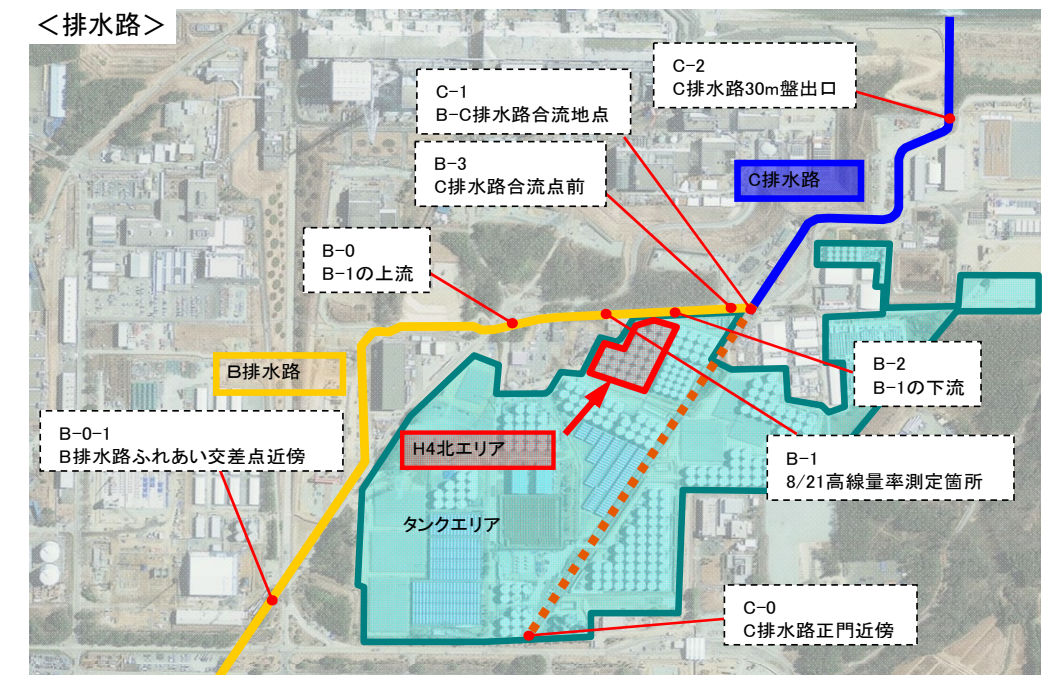 ＜排水路＞
C-2
C排水路30m盤出口
C-1
B-C排水路合流地点
B-3
C排水路合流点前
C排水路
B-0
B-1の上流
B排水路
B-2
B-1の下流
B-0-1
B排水路ふれあい交差点近傍
H4北エリア
B-1
8/21高線量率測定箇所
タンクエリア
C-0
C排水路正門近傍